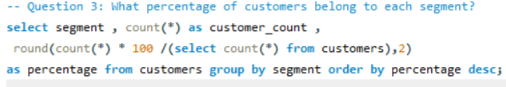 -- Question 3: What percentage of customers belong to each segment?
select segment , count(*) as customer_count ,
round(count(*) * 100 /(select count(*) from customers),2)
as percentage from customers group by segment order by percentage desc;